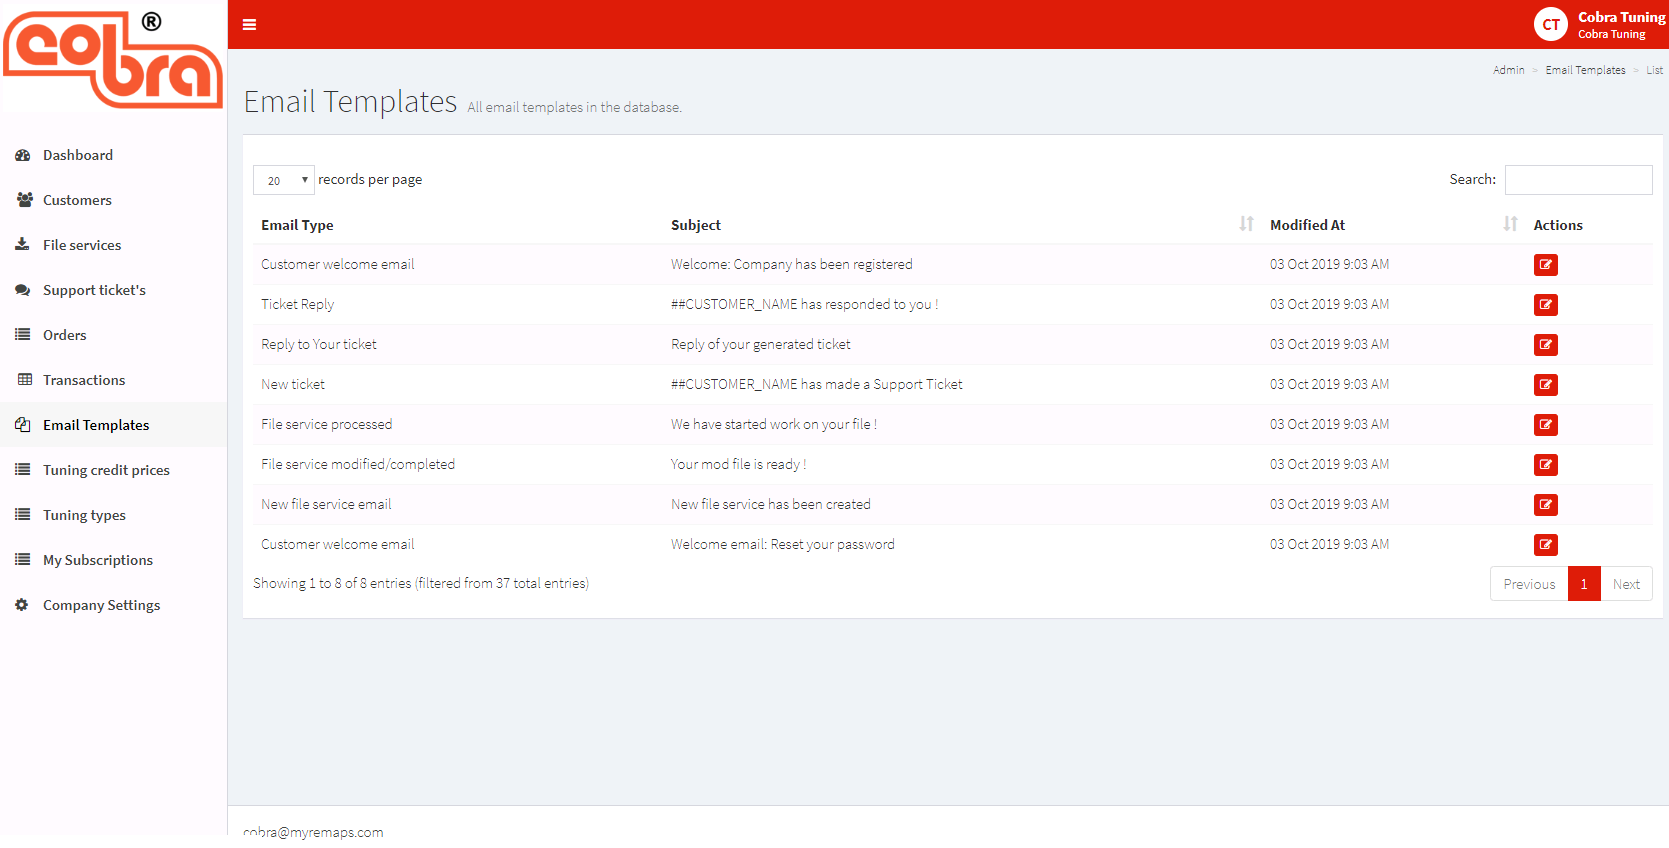 cobra ®
CT
Cobra Tuning
Cobra Tuning
Admin > Email Templates > List
Email Templates All email templates in the database.
Dashboard
Customers
File services
Support ticket's
Orders
Transactions
Email Templates
Tuning credit prices
Tuning types
My Subscriptions
Company Settings
20 records per page
Search:
Email Type Subject Modified At Actions
Customer welcome email Welcome: Company has been registered 03 Oct 2019 9:03 AM
Ticket Reply ##CUSTOMER_NAME has responded to you ! 03 Oct 2019 9:03 AM
Reply to Your ticket Reply of your generated ticket 03 Oct 2019 9:03 AM
New ticket ##CUSTOMER_NAME has made a Support Ticket 03 Oct 2019 9:03 AM
File service processed We have started work on your file ! 03 Oct 2019 9:03 AM
File service modified/completed Your mod file is ready ! 03 Oct 2019 9:03 AM
New file service email New file service has been created 03 Oct 2019 9:03 AM
Customer welcome email Welcome email: Reset your password 03 Oct 2019 9:03 AM
Showing 1 to 8 of 8 entries (filtered from 37 total entries)
Previous 1 Next
cobra@myremaps.com